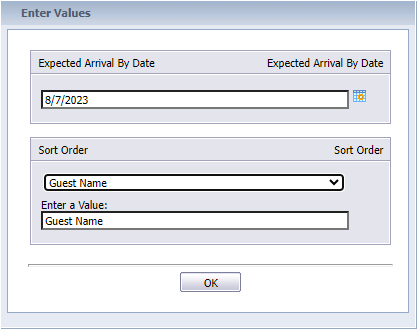 Enter Values
Expected Arrival By Date Expected Arrival By Date
8/7/2023
Sort Order Sort Order
Guest Name
Enter a Value:
Guest Name
OK